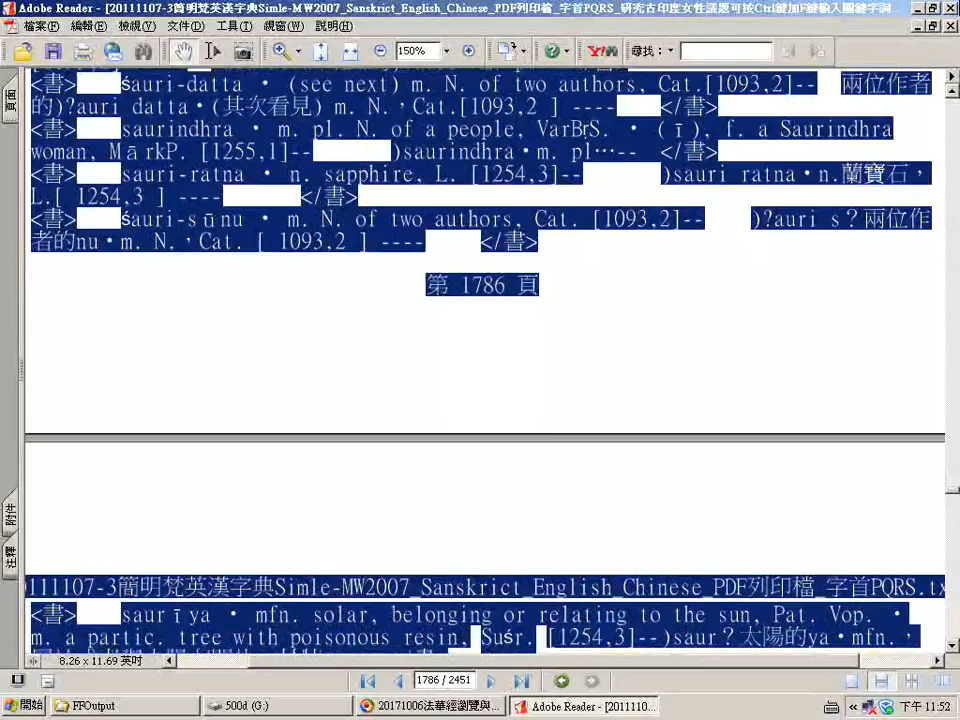 Adobe Reader - [20111107-3簡明梵英漢字典Simle-MW2007_Sanskrict_English_Chinese_PDF列印檔_字首PQRS_研究古印度女性議題可按Ctrl鍵加F鍵輸入關鍵字詞...
檔案(F) 編輯(E) 檢視(V) 文件(D) 工具(T) 視窗(W) 說明(H)
150% Y! 尋找:
頁面
<書> śauri-datta ‧ (see next) m. N. of two authors, Cat.[1093,2]-- 兩位作者
的)?auri datta‧(其次看見) m. N.,Cat.[1093,2 ] ---- </書>
<書> saurindhra ‧ m. pl. N. of a people, VarBṛS. ‧ (ī), f. a Saurindhra
woman, MārkP. [1255,1]-- )saurindhra‧m. pl…-- </書>
<書> sauri-ratna ‧ n. sapphire, L. [1254,3]-- )sauri ratna‧n.蘭寶石,
L.[ 1254,3 ] ---- </書>
<書> śauri-sūnu ‧ m. N. of two authors, Cat. [1093,2]-- )?auri s?兩位作
者的nu‧m. N.,Cat. [ 1093,2 ] ---- </書>
第 1786 頁
附件
註釋
111107-3簡明梵英漢字典Simle-MW2007_Sanskrict_English_Chinese_PDF列印檔_字首PQRS.tx
<書> saurīya ‧ mfn. solar, belonging or relating to the sun, Pat. Vop. ‧
m. a partic. tree with poisonous resin, Suśr. [1254,3]--)saur?太陽的ya‧mfn.,
8.26 x 11.69 英吋
1786 / 2451
開始 FFOutput 500d (G:) 20171006法華經瀏覽與... Adobe Reader - [2011110... 下午 11:52